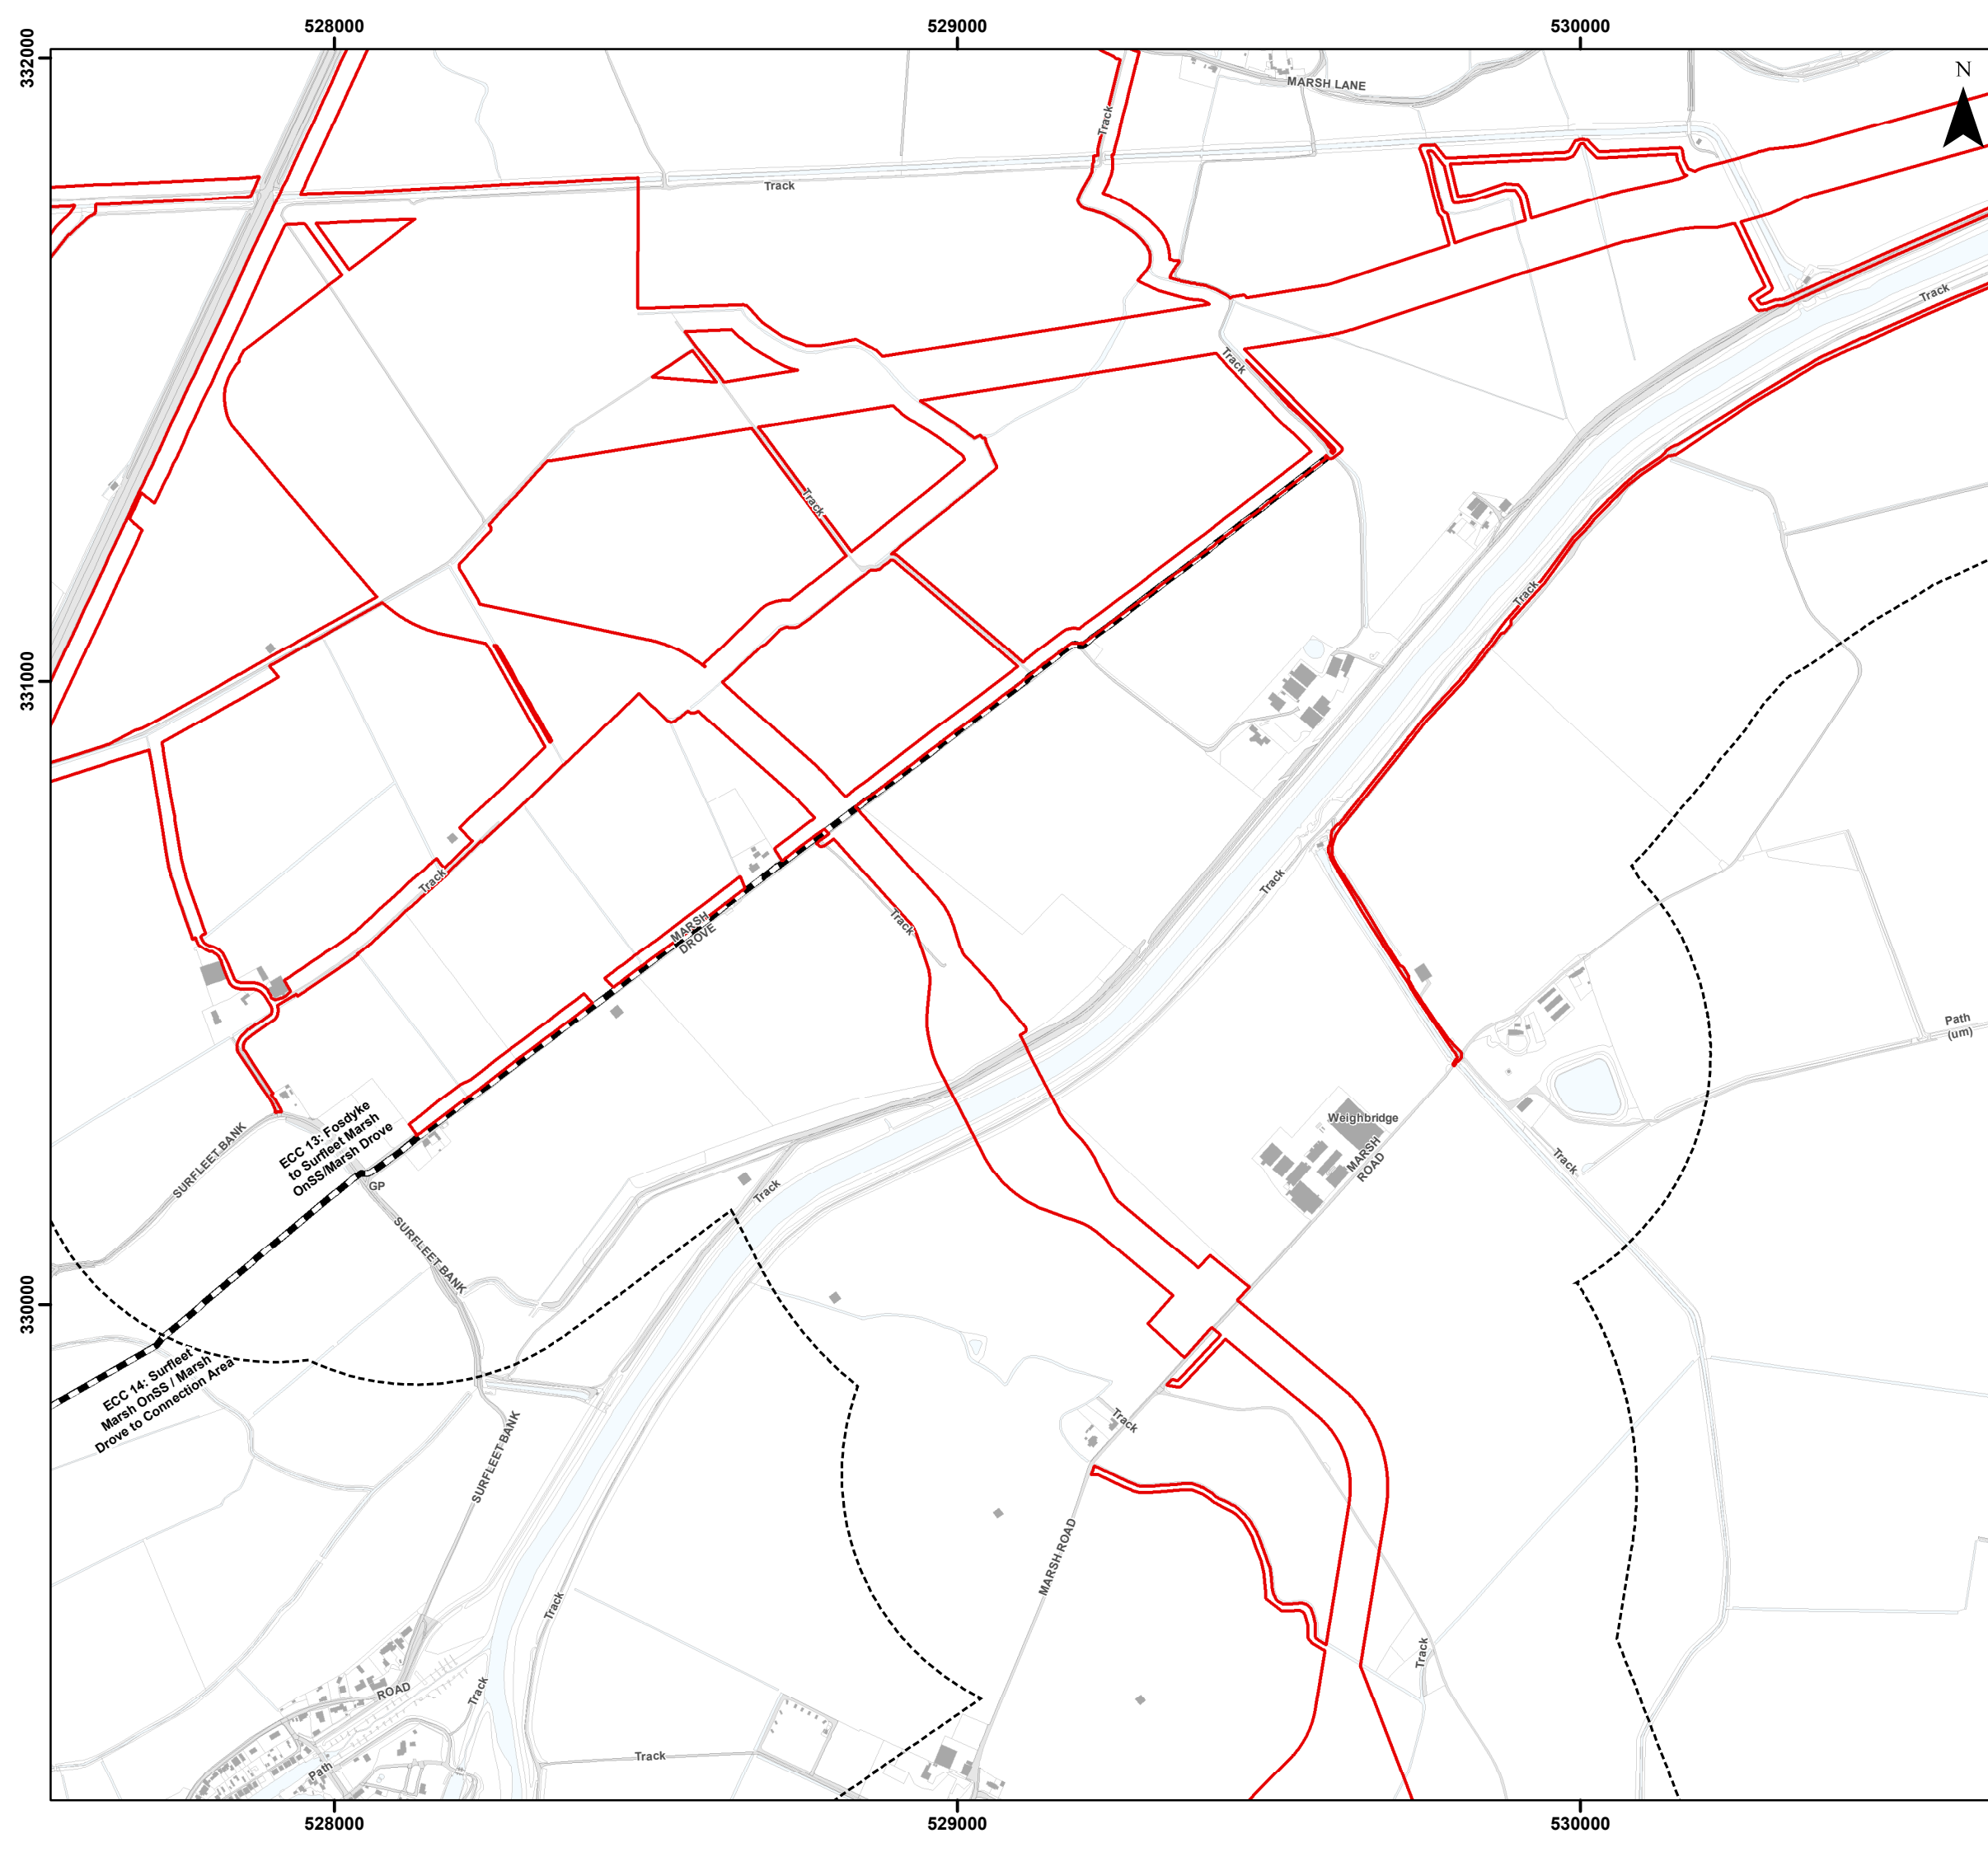 528000
529000
530000
332000
N
MARSH LANE
Track
Track
Track
Track
Track
331000
Track
Track
Track
MARSH
DROVE
Track
Path
(um)
ECC 13: Fosdyke
to Surfleet Marsh
OnSS/Marsh Drove
SURFLEET BANK
GP
Track
Weighbridge
MARSH
ROAD
Track
SURFLEET BANK
330000
ECC 14: Surfleet
Marsh OnSS / Marsh
Drove to Connection Area
Track
SURFLEET BANK
MARSH ROAD
Track
Track
Track
ROAD
Path
Track
528000
529000
530000